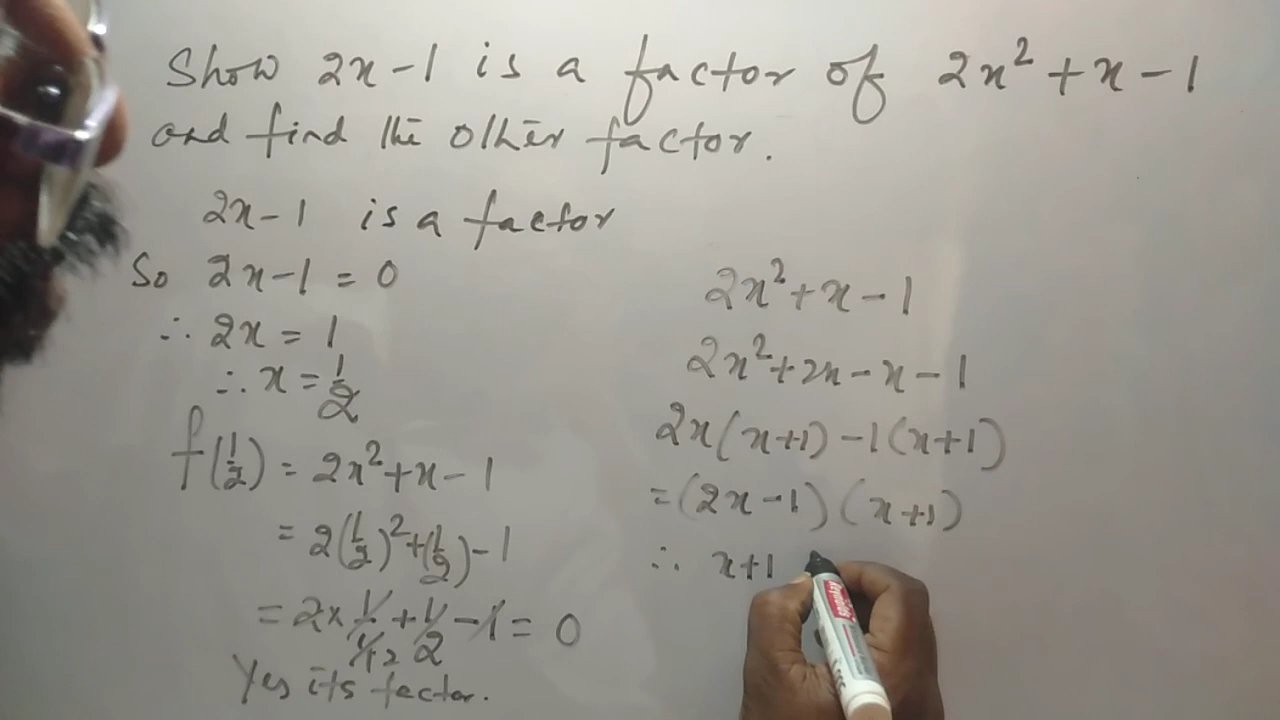 Show 2x-1 is a factor of 2x² + x - 1
and find the other factor.
2x-1 is a factor
So 2x-1 = 0
∴ 2x = 1
∴ x = 1/2
f(1/2) = 2x² + x - 1
= 2(1/2)² + (1/2) - 1
= 2 × 1/4 + 1/2 - 1 = 0
Yes its factor.
2x² + x - 1
2x² + 2x - x - 1
2x(x+1) - 1(x+1)
= (2x-1)(x+1)
∴ x+1